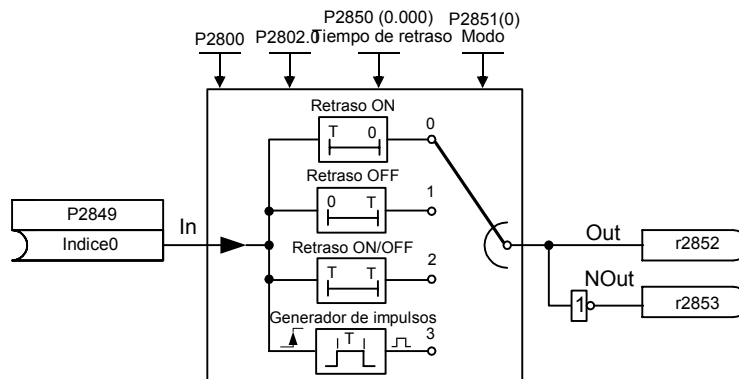 P2800
P2802.0
P2850 (0.000)
Tiempo de retraso
P2851(0)
Modo
Retraso ON
T 0
0
Retraso OFF
0 T
1
Retraso ON/OFF
T T
2
Generador de impulsos
T
3
P2849
Indice0
In
Out
r2852
NOut
1
r2853